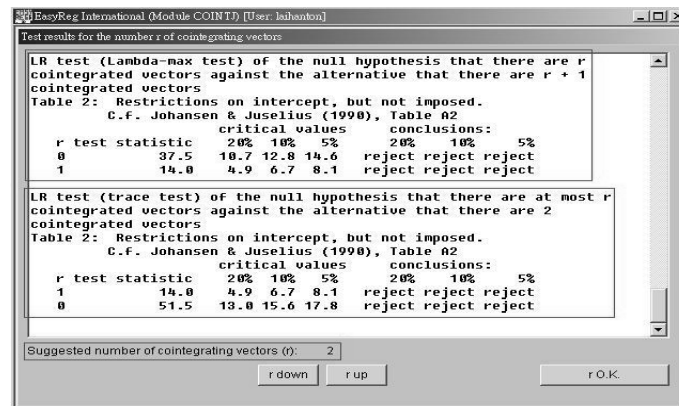 EasyReg International (Module COINTJ) [User: laihanton]
Test results for the number r of cointegrating vectors
LR test (Lambda-max test) of the null hypothesis that there are r
cointegrated vectors against the alternative that there are r + 1
cointegrated vectors
Table 2: Restrictions on intercept, but not imposed.
C.f. Johansen & Juselius (1990), Table A2
critical values conclusions:
r test statistic 20% 10% 5% 20% 10% 5%
0 37.5 10.7 12.8 14.6 reject reject reject
1 14.0 4.9 6.7 8.1 reject reject reject
LR test (trace test) of the null hypothesis that there are at most r
cointegrated vectors against the alternative that there are 2
cointegrated vectors
Table 2: Restrictions on intercept, but not imposed.
C.f. Johansen & Juselius (1990), Table A2
critical values conclusions:
r test statistic 20% 10% 5% 20% 10% 5%
1 14.0 4.9 6.7 8.1 reject reject reject
0 51.5 13.0 15.6 17.8 reject reject reject
Suggested number of cointegrating vectors (r): 2
r down r up r O.K.